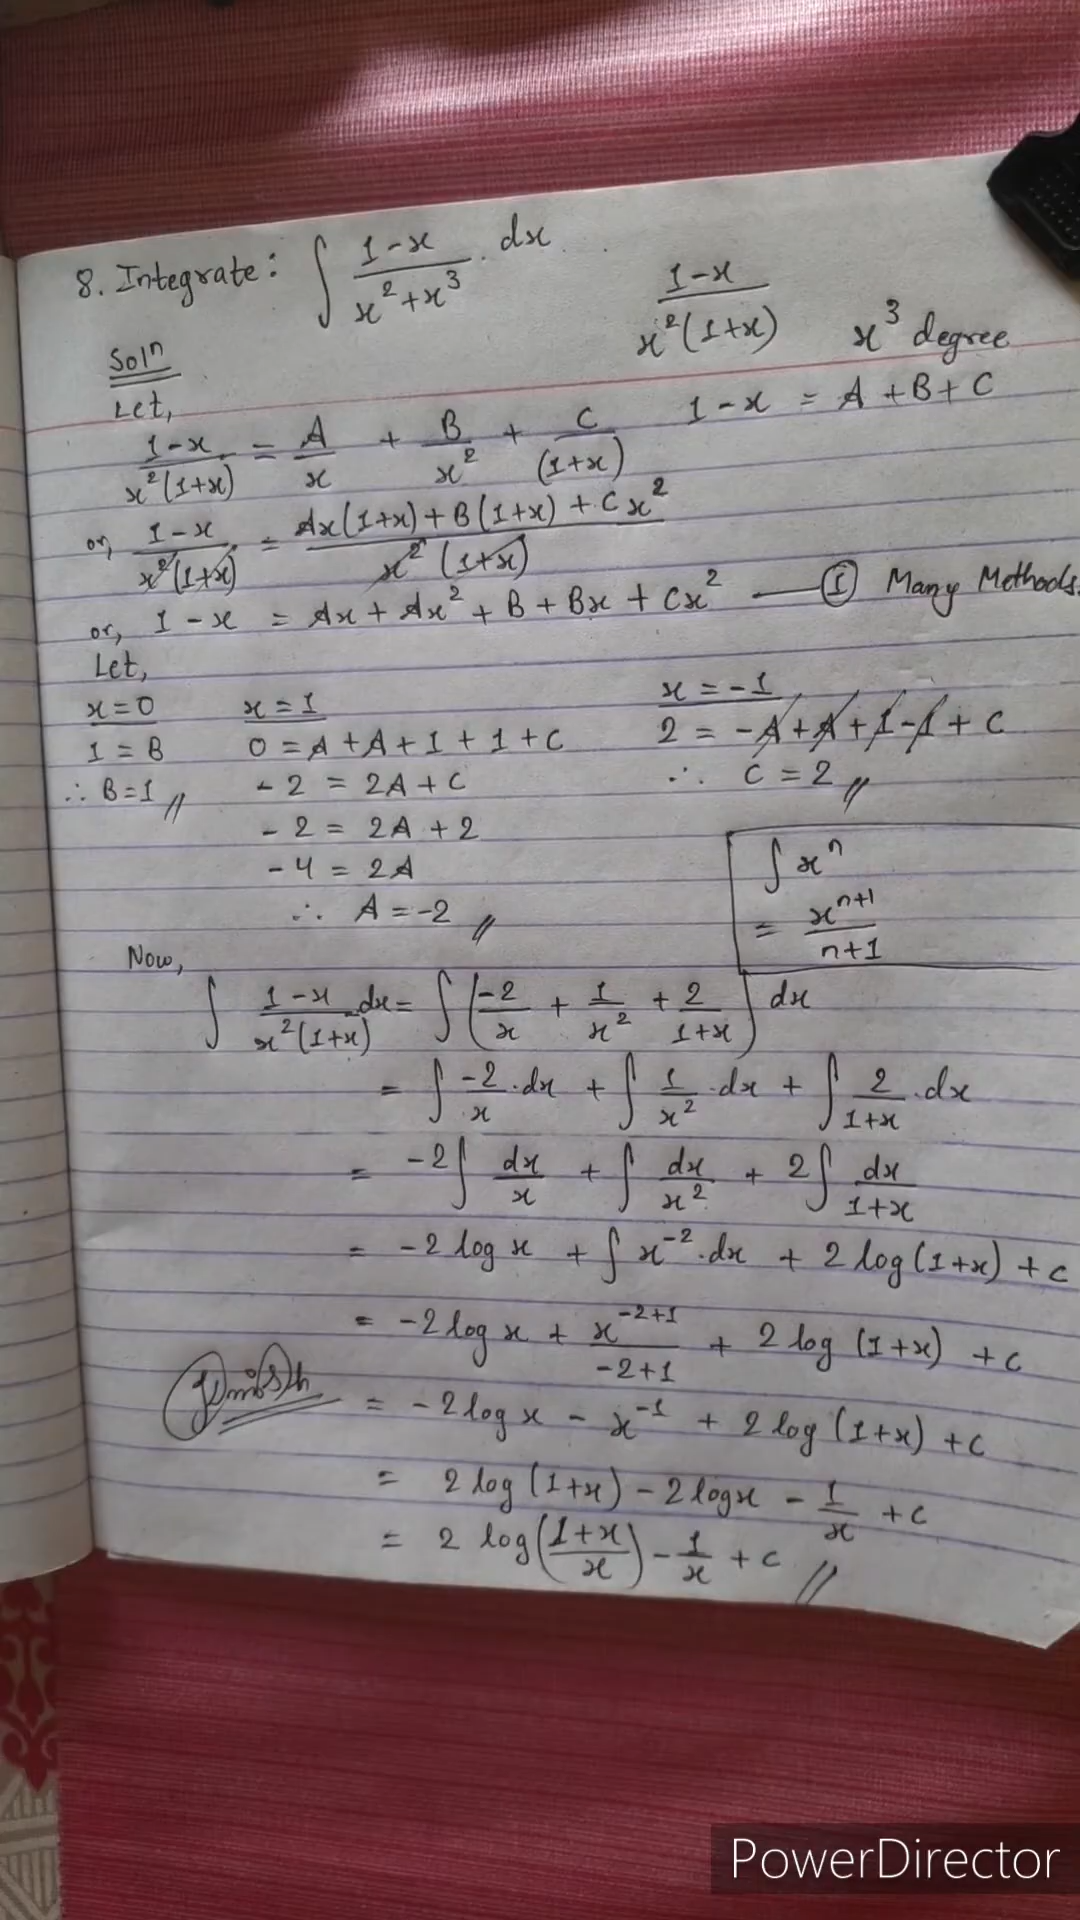 8. Integrate: ∫ (1-x)/(x²+x³) . dx
(1-x)/(x²(1+x)) x³ degree
Solⁿ
Let,
1-x = A+B+C
(1-x)/(x²(1+x)) = A/x + B/x² + C/(1+x)
or, (1-x)/(x²(1+x)) = (Ax(1+x)+B(1+x)+Cx²)/(x²(1+x))
or, 1-x = Ax+Ax²+B+Bx+Cx² — (1) Many Methods.
Let,
x=0
1=B
∴ B=1 //
x=1
0=A+A+1+1+C
-2 = 2A+C
-2 = 2A+2
-4 = 2A
∴ A=-2 //
x=-1
2 = -A+A+1-1+C
∴ C=2 //
∫ xⁿ
= xⁿ⁺¹/(n+1)
Now,
∫ (1-x)/(x²(1+x)) dx = ∫ (-2/x + 1/x² + 2/(1+x)) dx
= ∫ -2/x .dx + ∫ 1/x² .dx + ∫ 2/(1+x) .dx
= -2∫ dx/x + ∫ dx/x² + 2∫ dx/(1+x)
= -2 log x + ∫ x⁻².dx + 2 log(1+x) + c
= -2 log x + x⁻²⁺¹/(-2+1) + 2 log (1+x) + c
= -2 log x - x⁻¹ + 2 log (1+x) + c
= 2 log (1+x) - 2 log x - 1/x + c
= 2 log((1+x)/x) - 1/x + c //
PowerDirector